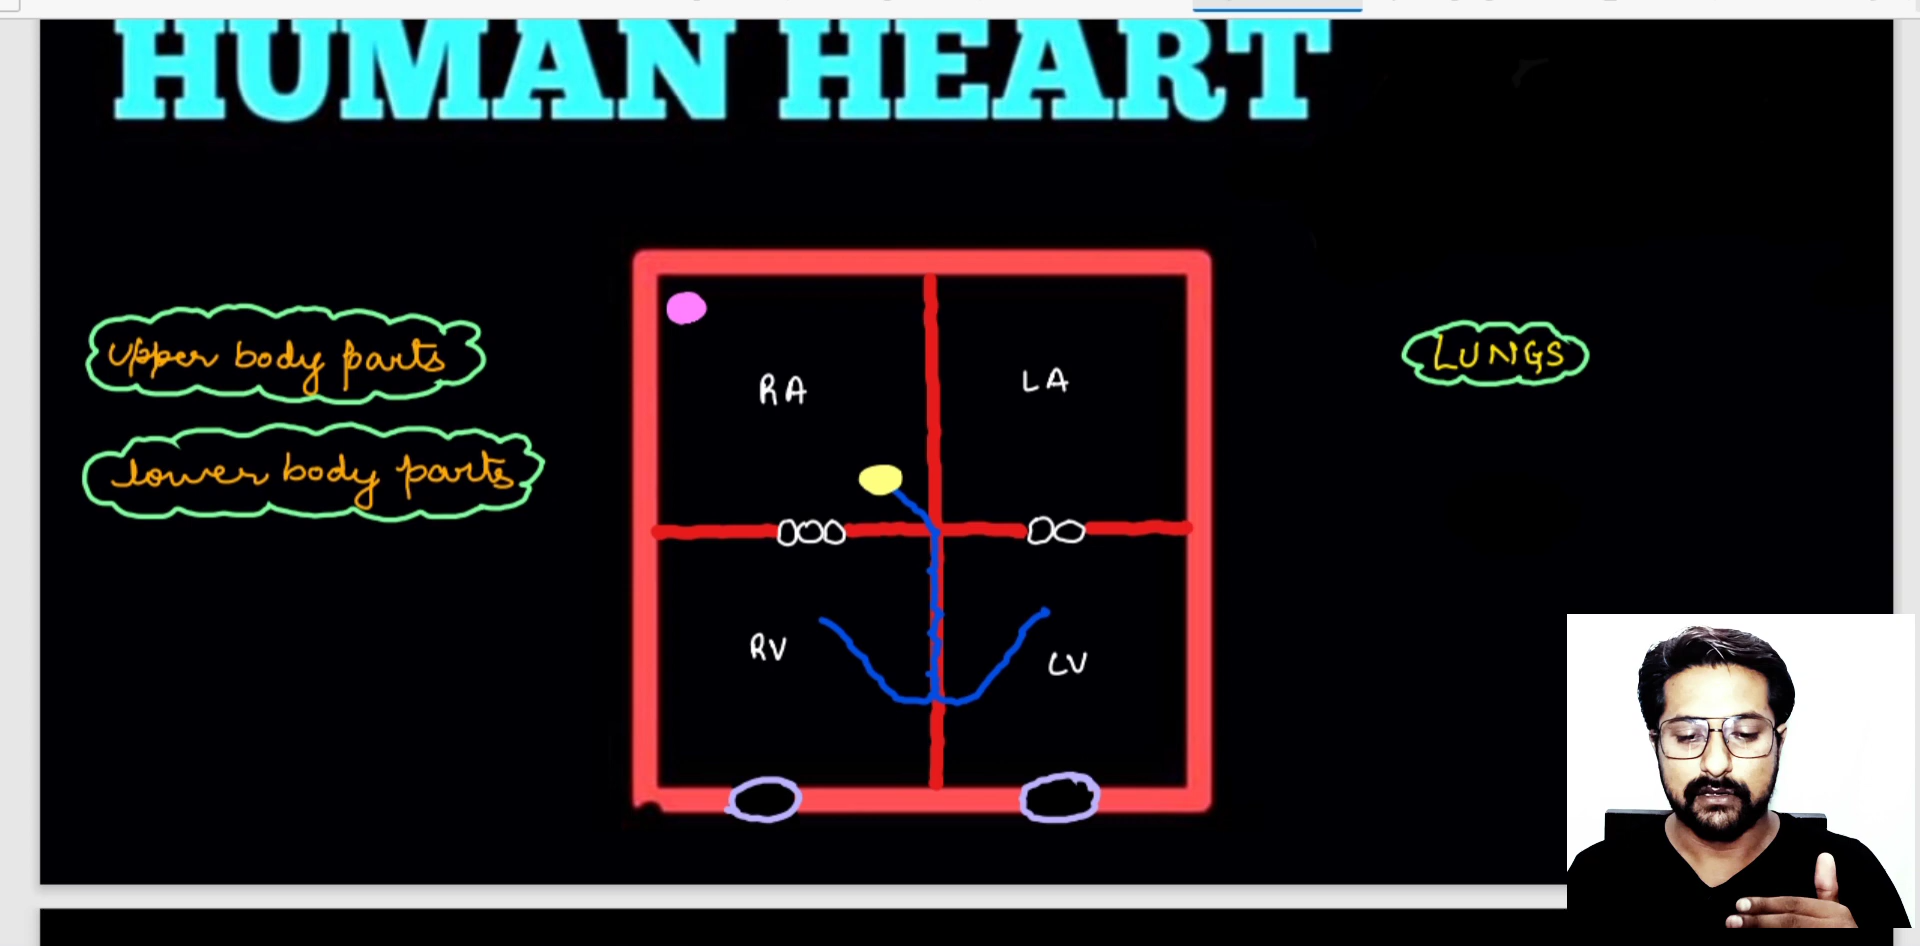 HUMAN HEART
upper body parts
lower body parts
RA
LA
LUNGS
RV
LV